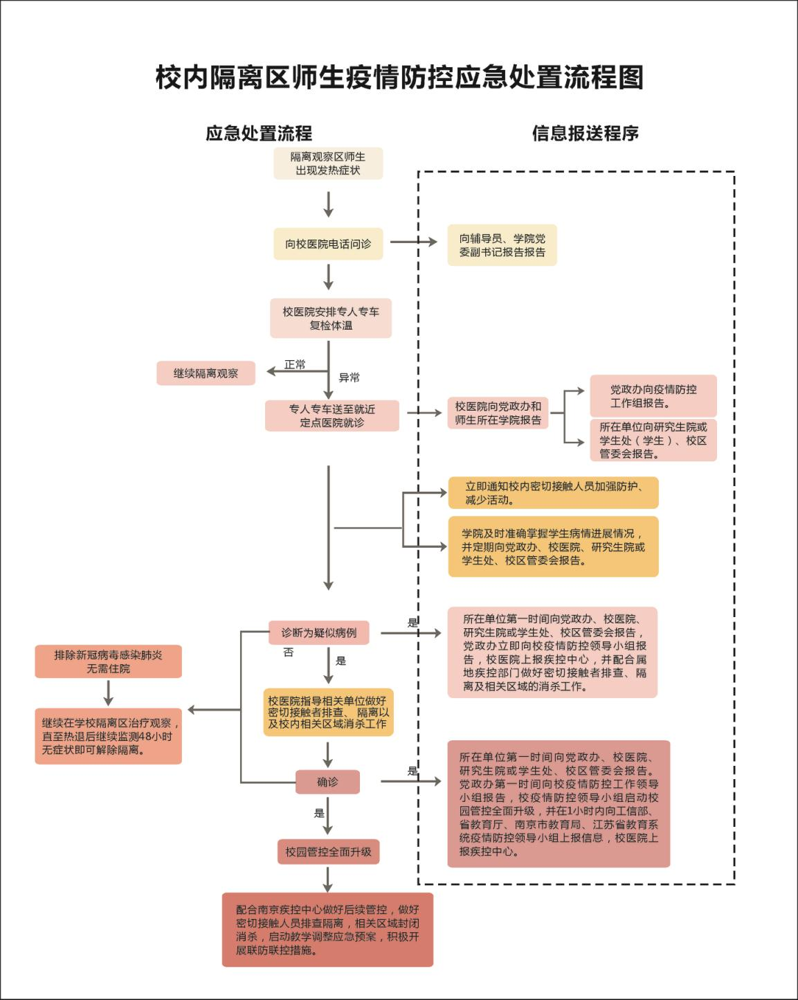 校内隔离区师生疫情防控应急处置流程图
应急处置流程
信息报送程序
隔离观察区师生
出现发热症状
向校医院电话问诊
向辅导员、学院党
委副书记报告报告
校医院安排专人专车
复检体温
正常
异常
继续隔离观察
专人专车送至就近
定点医院就诊
校医院向党政办和
师生所在学院报告
党政办向疫情防控
工作组报告。
所在单位向研究生院或
学生处（学生）、校区
管委会报告。
立即通知校内密切接触人员加强防护、
减少活动。
学院及时准确掌握学生病情进展情况，
并定期向党政办、校医院、研究生院或
学生处、校区管委会报告。
诊断为疑似病例
是
否
是
所在单位第一时间向党政办、校医院、
研究生院或学生处、校区管委会报告，
党政办立即向校疫情防控领导小组报
告，校医院上报疾控中心，并配合属
地疾控部门做好密切接触者排查、隔
离及相关区域的消杀工作。
排除新冠病毒感染肺炎
无需住院
继续在学校隔离区治疗观察，
直至热退后继续监测48小时
无症状即可解除隔离。
校医院指导相关单位做好
密切接触者排查、 隔离以
及校内相关区域消杀工作
确诊
是
是
所在单位第一时间向党政办、校医院、
研究生院或学生处、校区管委会报告。
党政办第一时间向校疫情防控工作领导
小组报告，校疫情防控领导小组启动校
园管控全面升级，并在1小时内向工信部、
省教育厅、南京市教育局、江苏省教育系
统疫情防控领导小组上报信息，校医院上
报疾控中心。
校园管控全面升级
配合南京疾控中心做好后续管控，做好
密切接触人员排查隔离，相关区域封闭
消杀，启动教学调整应急预案，积极开
展联防联控措施。